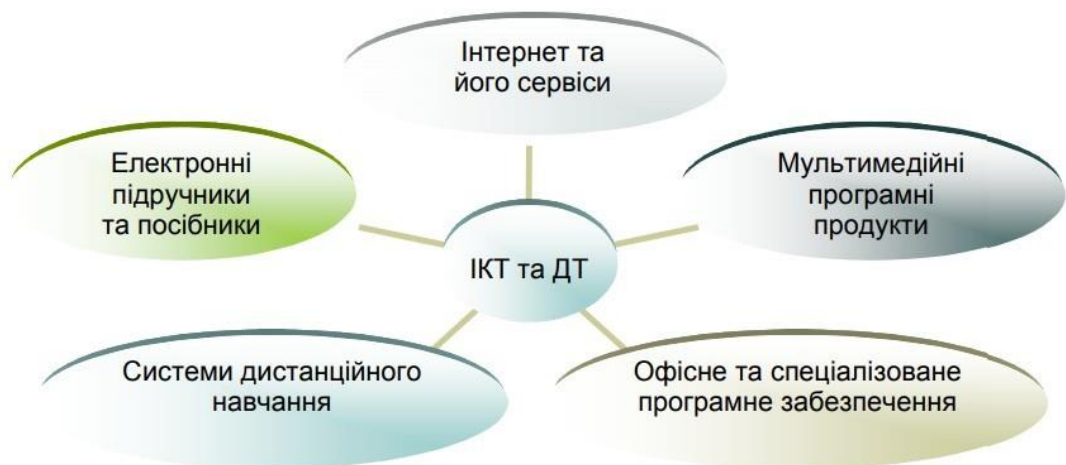 Інтернет та
його сервіси
Електронні
підручники
та посібники
Мультимедійні
програмні
продукти
ІКТ та ДТ
Системи дистанційного
навчання
Офісне та спеціалізоване
програмне забезпечення